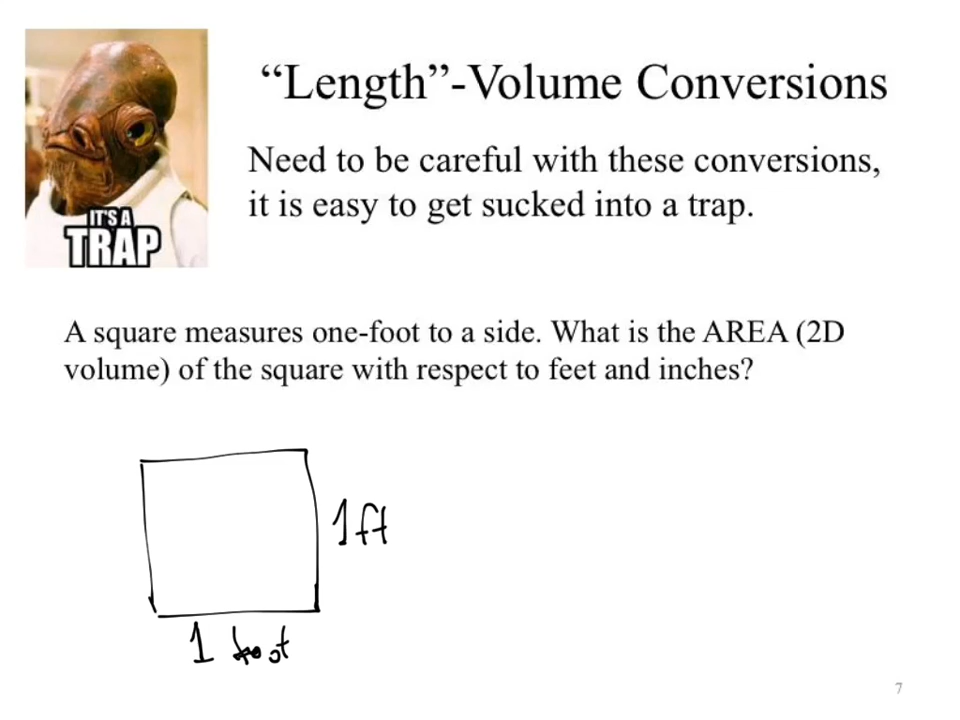 “Length”-Volume Conversions
Need to be careful with these conversions,
it is easy to get sucked into a trap.
IT'S A
TRAP
A square measures one-foot to a side. What is the AREA (2D
volume) of the square with respect to feet and inches?
1 ft
1 foot
7